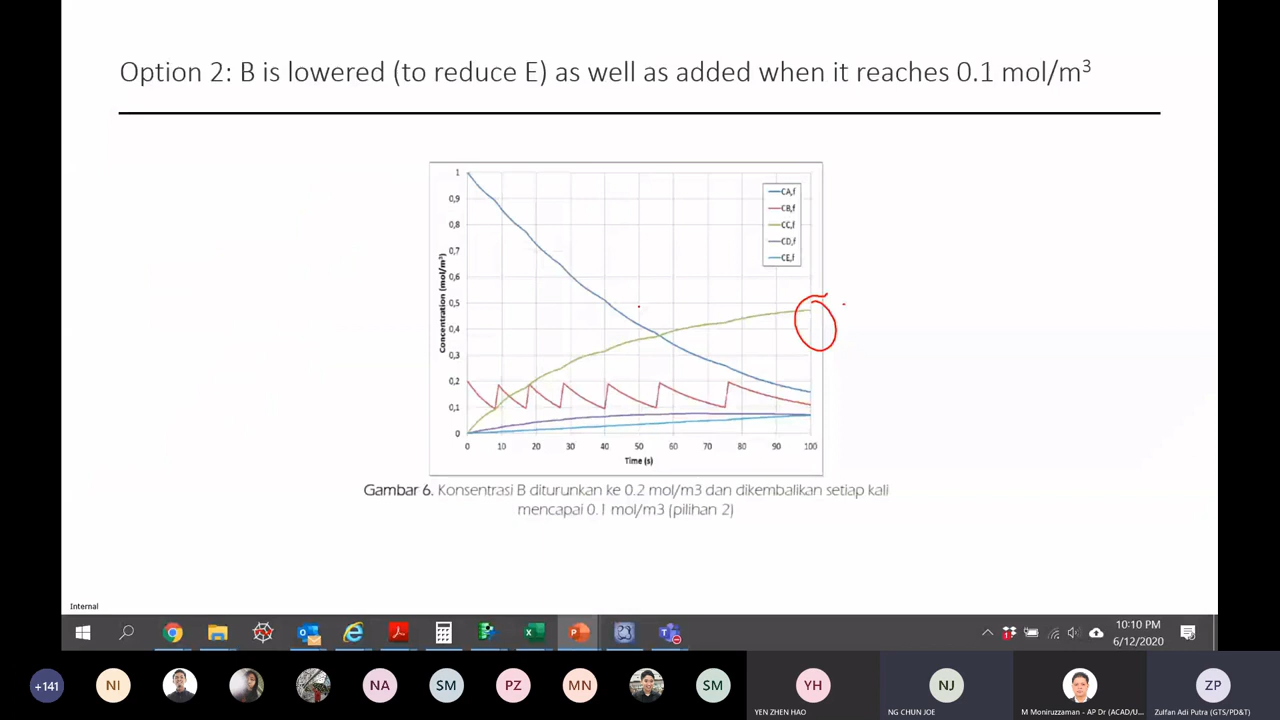 Option 2: B is lowered (to reduce E) as well as added when it reaches 0.1 mol/m³
1
0,9
0,8
0,7
0,6
0,5
0,4
0,3
0,2
0,1
0
Concentration (mol/m³)
CA,f
CB,f
CC,f
CD,f
CE,f
0 10 20 30 40 50 60 70 80 90 100
Time (s)
Gambar 6. Konsentrasi B diturunkan ke 0.2 mol/m3 dan dikembalikan setiap kali
mencapai 0.1 mol/m3 (pilihan 2)
Internal
10:10 PM
6/12/2020
+141 NI NA SM PZ MN SM YH NJ ZP
YEN ZHEN HAO NG CHUN JOE M Moniruzzaman - AP Dr (ACAD/U... Zulfan Adi Putra (GTS/PD&T)